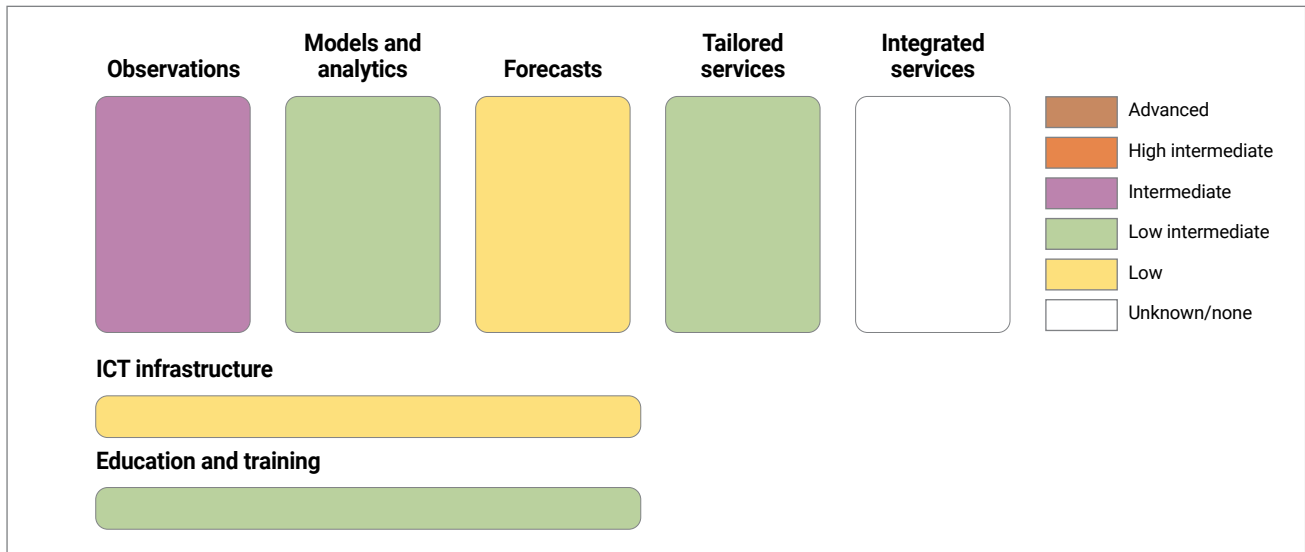 Observations
Models and
analytics
Forecasts
Tailored
services
Integrated
services
Advanced
High intermediate
Intermediate
Low intermediate
Low
Unknown/none
ICT infrastructure
Education and training